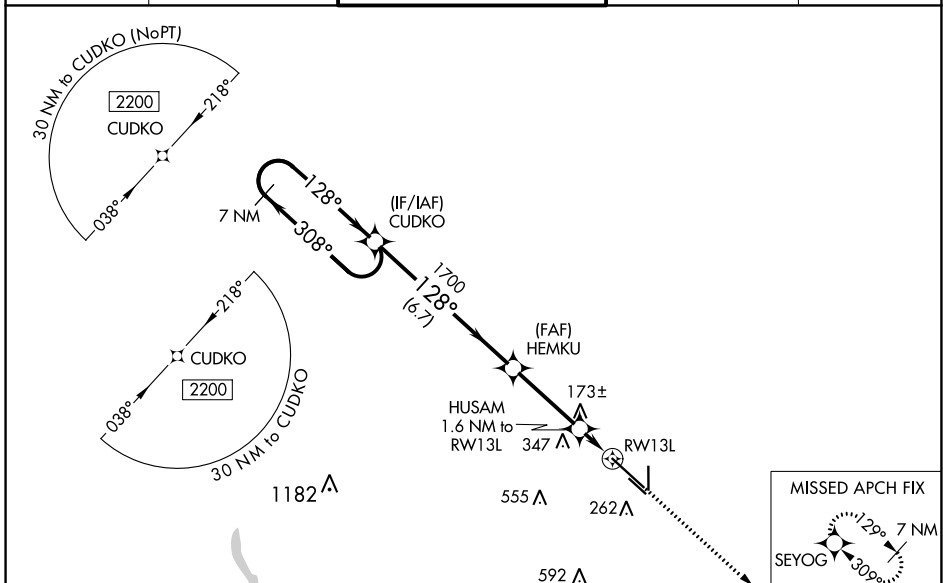 30 NM to CUDKO (NoPT)
2200
CUDKO
218°
038°
7 NM
128°
308°
(IF/IAF)
CUDKO
1700
128°
(6.7)
(FAF)
HEMKU
218°
CUDKO
2200
038°
30 NM to CUDKO
173±
HUSAM
1.6 NM to
RW13L
347
RW13L
1182
555
262
592
MISSED APCH FIX
129°
7 NM
SEYOG
309°